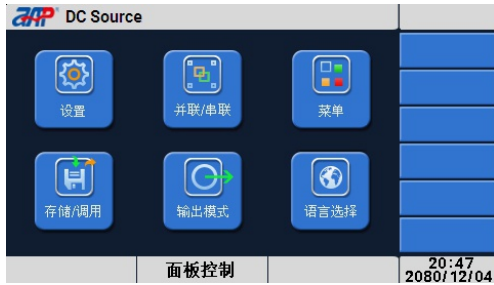 AAP DC Source
设置
并联/串联
菜单
存储/调用
输出模式
语言选择
面板控制
20:47
2080/12/04